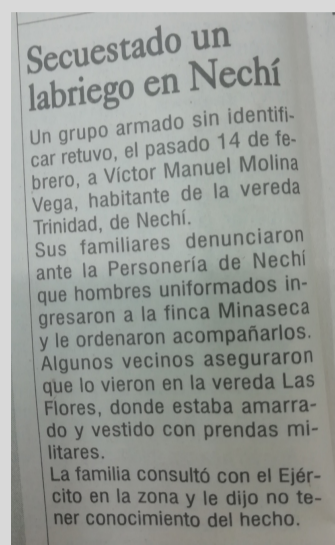 Secuestado un
labriego en Nechí
Un grupo armado sin identifi-
car retuvo, el pasado 14 de fe-
brero, a Víctor Manuel Molina
Vega, habitante de la vereda
Trinidad, de Nechí.
Sus familiares denunciaron
ante la Personería de Nechí
que hombres uniformados in-
gresaron a la finca Minaseca
y le ordenaron acompañarlos.
Algunos vecinos aseguraron
que lo vieron en la vereda Las
Flores, donde estaba amarra-
do y vestido con prendas mi-
litares.
La familia consultó con el Ejér-
cito en la zona y le dijo no te-
ner conocimiento del hecho.